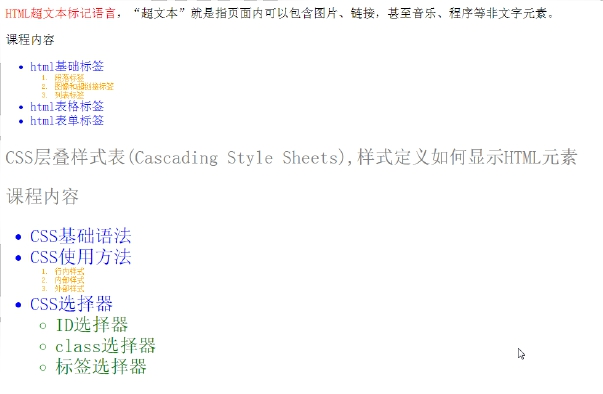 HTML超文本标记语言，“超文本”就是指页面内可以包含图片、链接，甚至音乐、程序等非文字元素。
课程内容
html基础标签
1. 段落标签
2. 图像和超链接标签
3. 列表标签
html表格标签
html表单标签
CSS层叠样式表(Cascading Style Sheets),样式定义如何显示HTML元素
课程内容
CSS基础语法
CSS使用方法
1. 行内样式
2. 内部样式
3. 外部样式
CSS选择器
ID选择器
class选择器
标签选择器